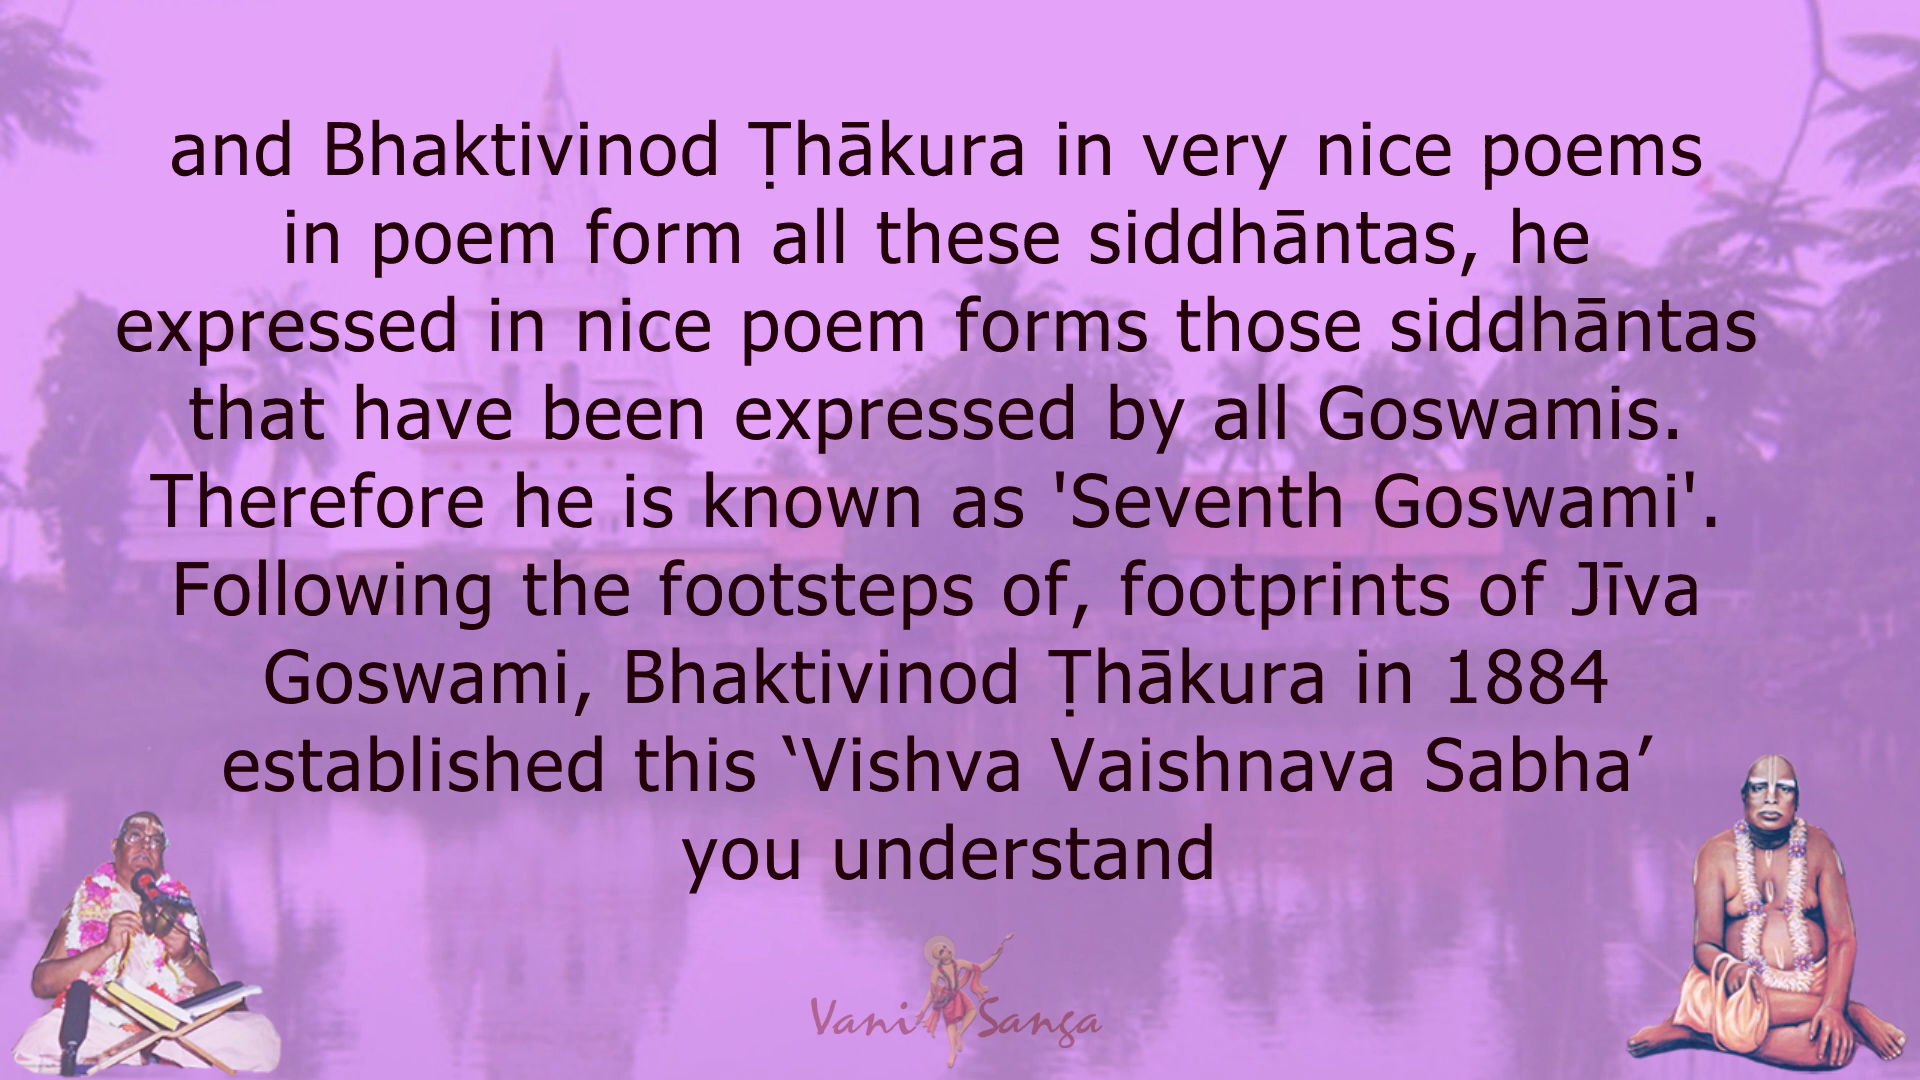 and Bhaktivinod Ṭhākura in very nice poems
in poem form all these siddhāntas, he
expressed in nice poem forms those siddhāntas
that have been expressed by all Goswamis.
Therefore he is known as 'Seventh Goswami'.
Following the footsteps of, footprints of Jīva
Goswami, Bhaktivinod Ṭhākura in 1884
established this ‘Vishva Vaishnava Sabha’
you understand
Vani Sanga